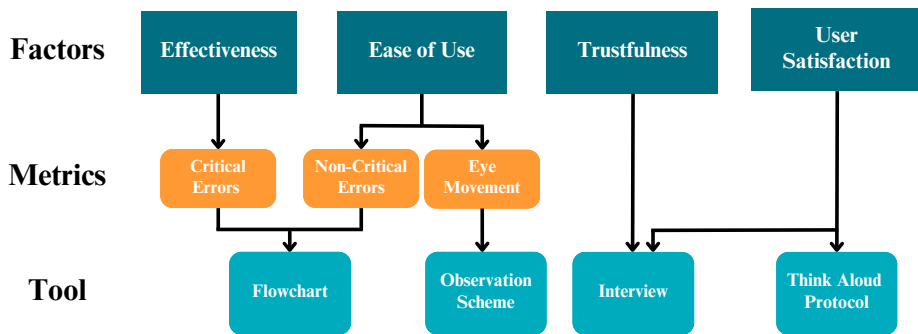 Factors
Effectiveness
Ease of Use
Trustfulness
User
Satisfaction
Metrics
Critical
Errors
Non-Critical
Errors
Eye
Movement
Tool
Flowchart
Observation
Scheme
Interview
Think Aloud
Protocol